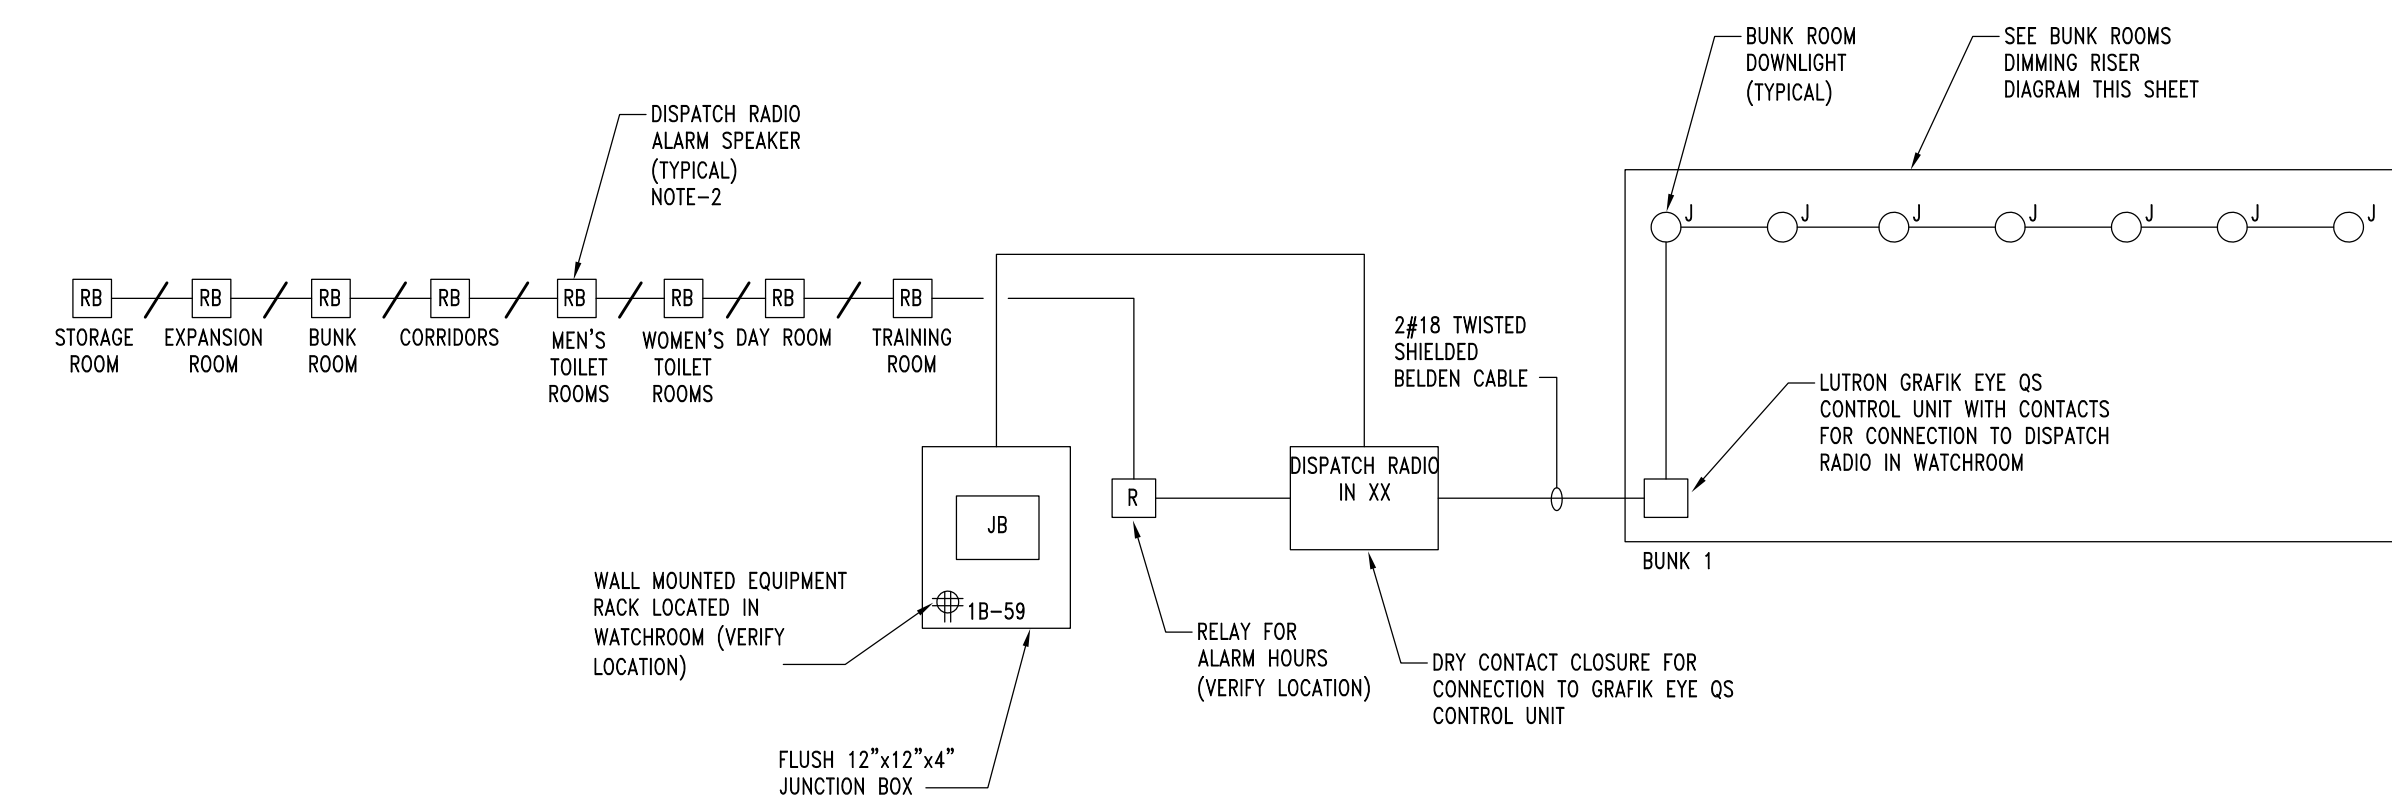 BUNK ROOM
DOWNLIGHT
(TYPICAL)
SEE BUNK ROOMS
DIMMING RISER
DIAGRAM THIS SHEET
DISPATCH RADIO
ALARM SPEAKER
(TYPICAL)
NOTE-2
J
J
J
J
J
J
J
RB
RB
RB
RB
RB
RB
RB
RB
STORAGE
ROOM
EXPANSION
ROOM
BUNK
ROOM
CORRIDORS
MEN'S
TOILET
ROOMS
WOMEN'S
TOILET
ROOMS
DAY ROOM
TRAINING
ROOM
2#18 TWISTED
SHIELDED
BELDEN CABLE
LUTRON GRAFIK EYE QS
CONTROL UNIT WITH CONTACTS
FOR CONNECTION TO DISPATCH
RADIO IN WATCHROOM
DISPATCH RADIO
IN XX
R
JB
BUNK 1
WALL MOUNTED EQUIPMENT
RACK LOCATED IN
WATCHROOM (VERIFY
LOCATION)
1B-59
RELAY FOR
ALARM HOURS
(VERIFY LOCATION)
DRY CONTACT CLOSURE FOR
CONNECTION TO GRAFIK EYE QS
CONTROL UNIT
FLUSH 12"x12"x4"
JUNCTION BOX